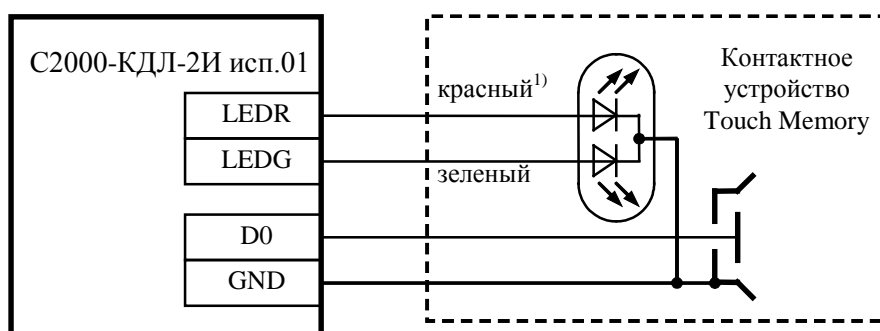 С2000-КДЛ-2И исп.01
LEDR
LEDG
D0
GND
красный¹⁾
зеленый
Контактное
устройство
Touch Memory